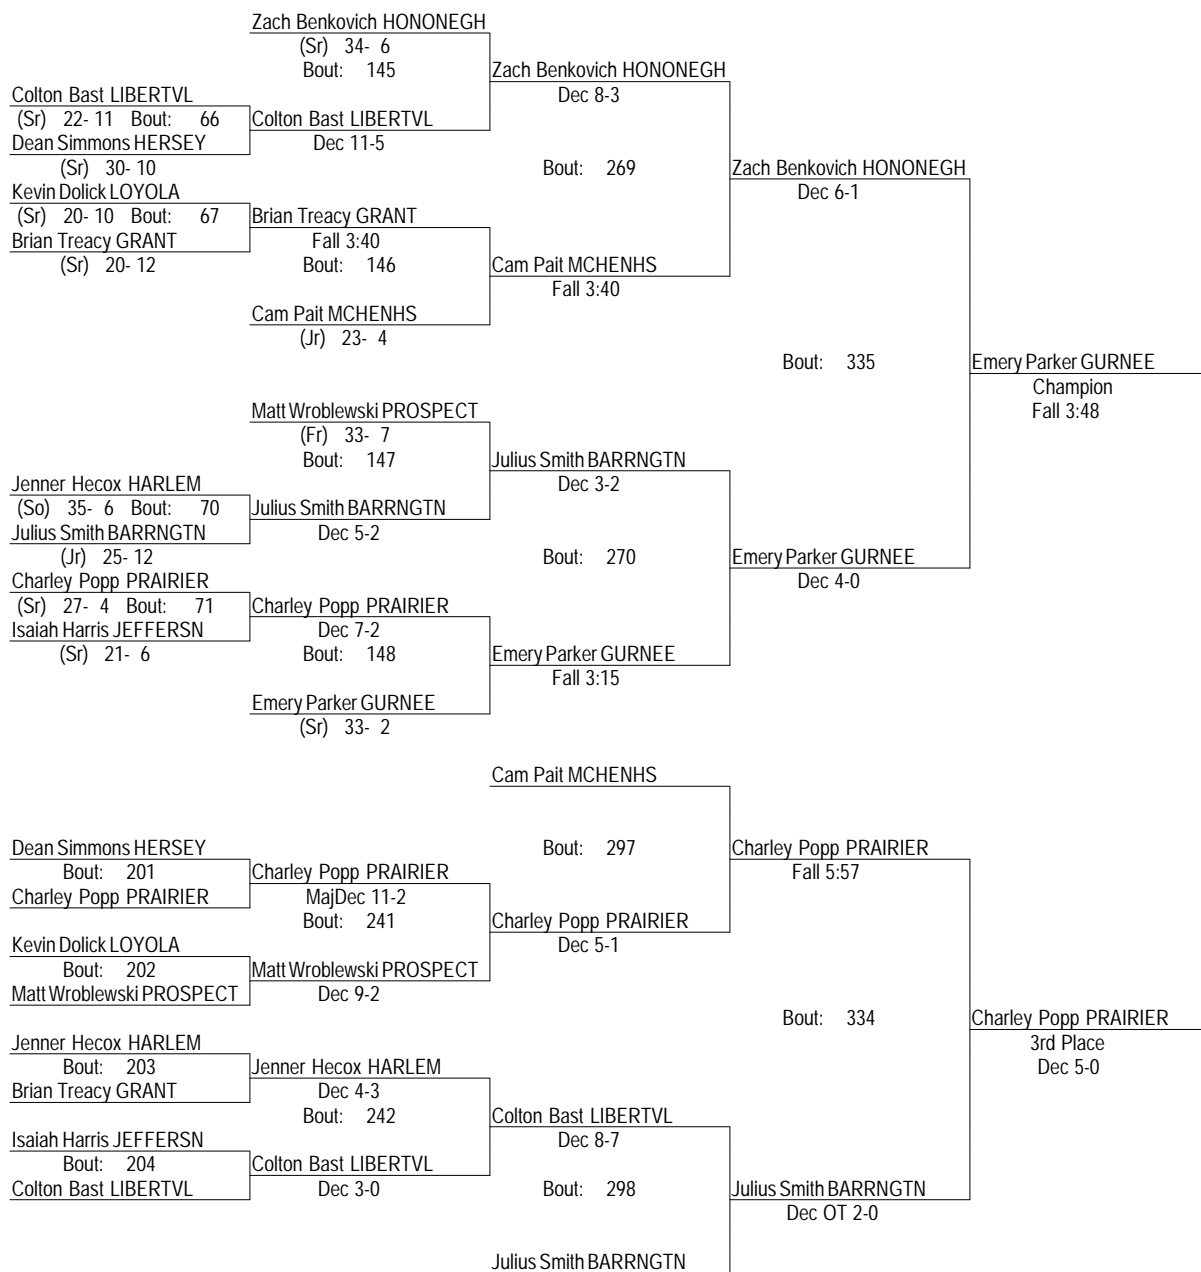 Zach Benkovich HONONEGH
(Sr) 34- 6
Bout: 145
Zach Benkovich HONONEGH
Dec 8-3
Colton Bast LIBERTVL
(Sr) 22- 11 Bout: 66
Colton Bast LIBERTVL
Dec 11-5
Dean Simmons HERSEY
(Sr) 30- 10
Bout: 269
Zach Benkovich HONONEGH
Dec 6-1
Kevin Dolick LOYOLA
(Sr) 20- 10 Bout: 67
Brian Treacy GRANT
Fall 3:40
Brian Treacy GRANT
(Sr) 20- 12
Bout: 146
Cam Pait MCHENHS
Fall 3:40
Cam Pait MCHENHS
(Jr) 23- 4
Bout: 335
Emery Parker GURNEE
Champion
Fall 3:48
Matt Wroblewski PROSPECT
(Fr) 33- 7
Bout: 147
Julius Smith BARRNGTN
Dec 3-2
Jenner Hecox HARLEM
(So) 35- 6 Bout: 70
Julius Smith BARRNGTN
Dec 5-2
Julius Smith BARRNGTN
(Jr) 25- 12
Bout: 270
Emery Parker GURNEE
Dec 4-0
Charley Popp PRAIRIER
(Sr) 27- 4 Bout: 71
Charley Popp PRAIRIER
Dec 7-2
Isaiah Harris JEFFERSN
(Sr) 21- 6
Bout: 148
Emery Parker GURNEE
Fall 3:15
Emery Parker GURNEE
(Sr) 33- 2
Cam Pait MCHENHS
Bout: 297
Charley Popp PRAIRIER
Fall 5:57
Dean Simmons HERSEY
Bout: 201
Charley Popp PRAIRIER
MajDec 11-2
Charley Popp PRAIRIER
Bout: 241
Charley Popp PRAIRIER
Dec 5-1
Kevin Dolick LOYOLA
Bout: 202
Matt Wroblewski PROSPECT
Dec 9-2
Matt Wroblewski PROSPECT
Bout: 334
Charley Popp PRAIRIER
3rd Place
Dec 5-0
Jenner Hecox HARLEM
Bout: 203
Jenner Hecox HARLEM
Dec 4-3
Brian Treacy GRANT
Bout: 242
Colton Bast LIBERTVL
Dec 8-7
Isaiah Harris JEFFERSN
Bout: 204
Colton Bast LIBERTVL
Dec 3-0
Colton Bast LIBERTVL
Bout: 298
Julius Smith BARRNGTN
Dec OT 2-0
Julius Smith BARRNGTN